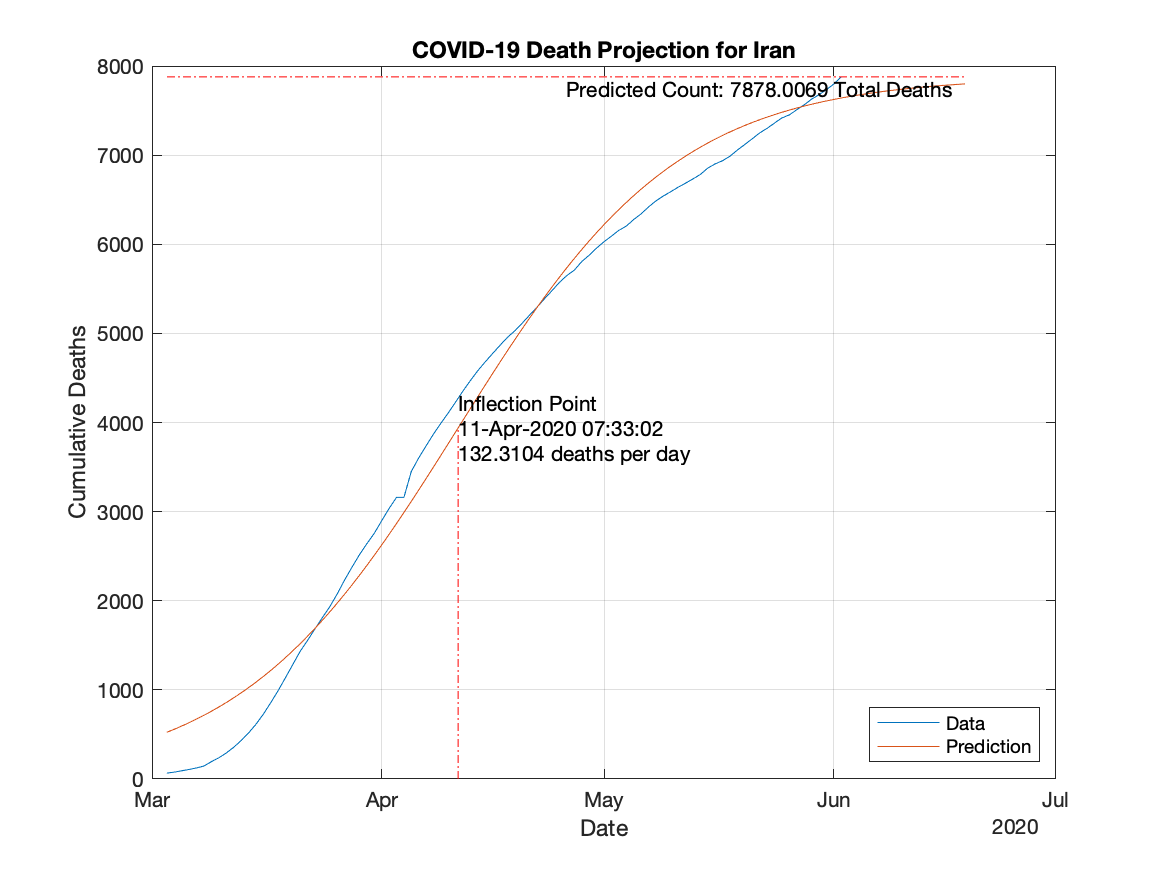 COVID-19 Death Projection for Iran
8000
Predicted Count: 7878.0069 Total Deaths
7000
6000
5000
Inflection Point
4000
11-Apr-2020 07:33:02
132.3104 deaths per day
Cumulative Deaths
3000
2000
1000
Data
Prediction
0
Mar
Apr
May
Jun
Jul
Date
2020